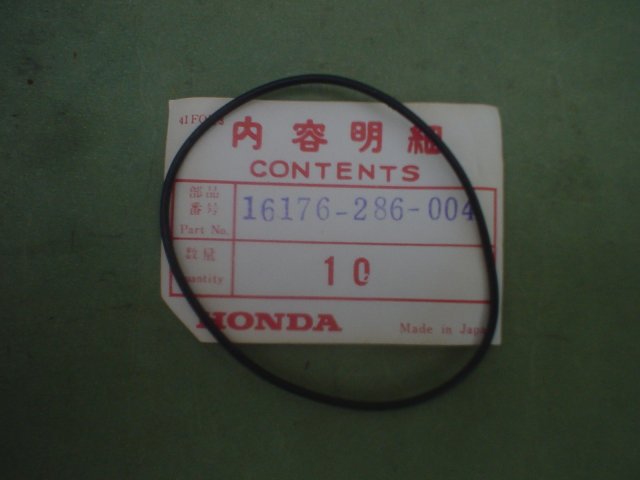 内容明細
CONTENTS
部品
番号
Part No.
16176-286-004
数量
Quantity
10
HONDA
Made in Japan